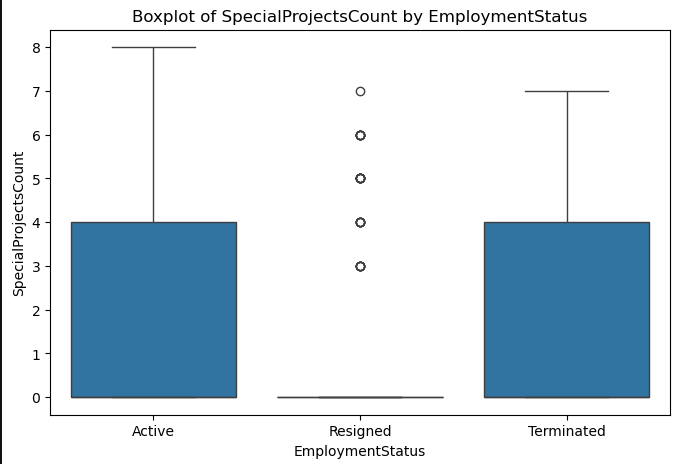 Boxplot of SpecialProjectsCount by EmploymentStatus
8
7
6
5
4
3
2
1
0
SpecialProjectsCount
Active Resigned Terminated
EmploymentStatus